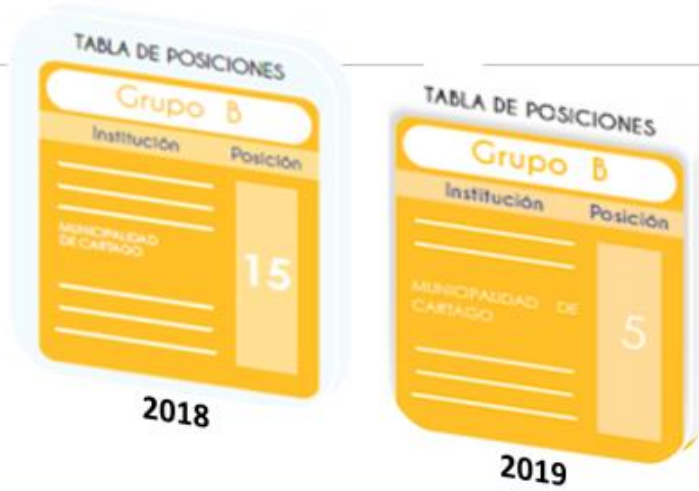 TABLA DE POSICIONES
Grupo B
Institución Posición
MUNICIPALIDAD
DE CARTAGO
15
2018
TABLA DE POSICIONES
Grupo B
Institución Posición
MUNICIPALIDAD DE
CARTAGO
5
2019